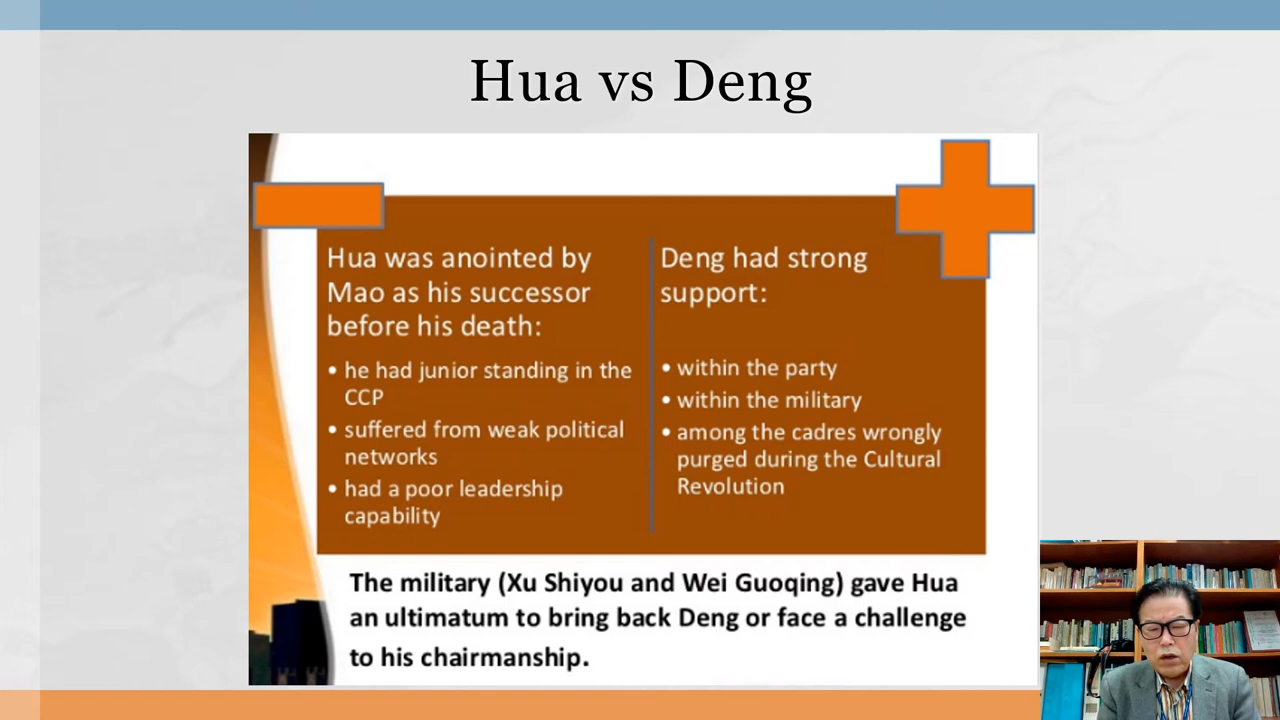 Hua vs Deng
Hua was anointed by
Mao as his successor
before his death:
• he had junior standing in the
CCP
• suffered from weak political
networks
• had a poor leadership
capability
Deng had strong
support:
• within the party
• within the military
• among the cadres wrongly
purged during the Cultural
Revolution
The military (Xu Shiyou and Wei Guoqing) gave Hua
an ultimatum to bring back Deng or face a challenge
to his chairmanship.